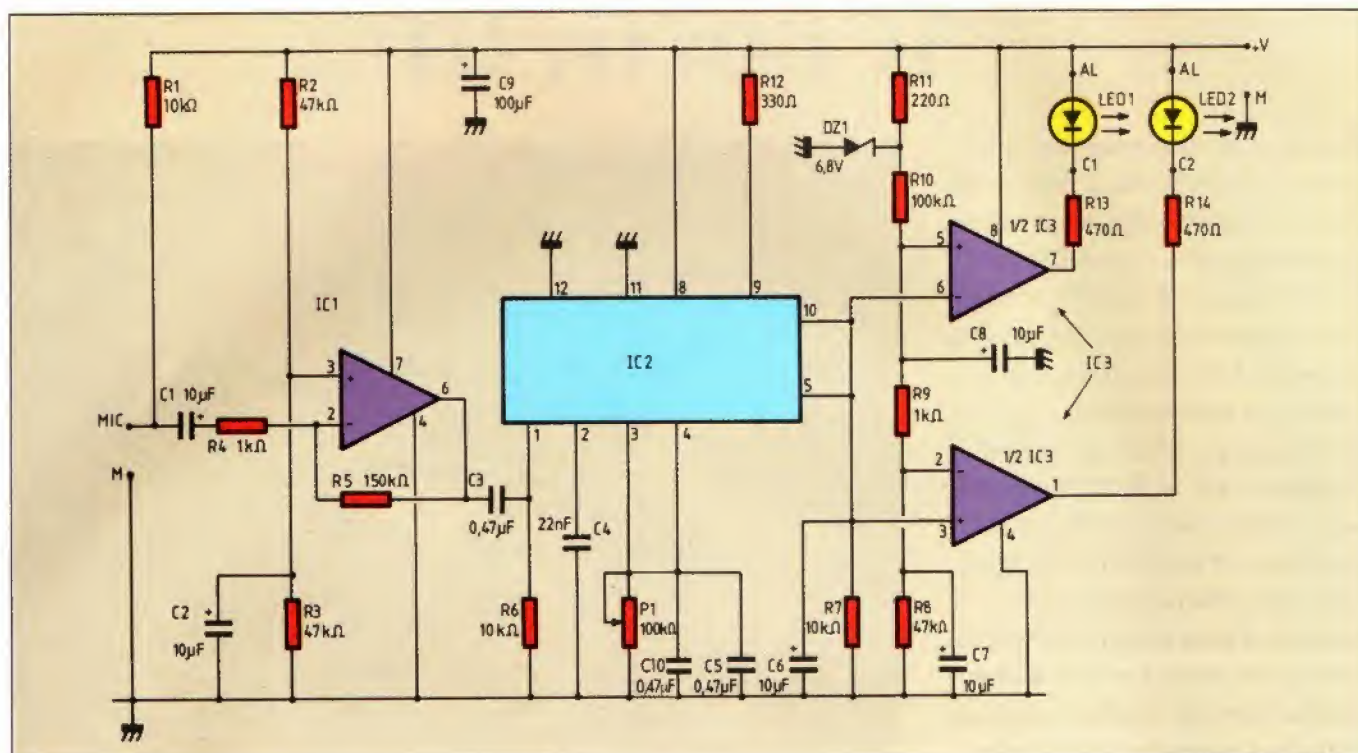 R1
10kΩ
R2
47kΩ
C9
100µF
R12
330Ω
R11
220Ω
+V
AL
AL
M
LED1
LED2
DZ1
6,8V
C1
C2
R10
100kΩ
R13
470Ω
R14
470Ω
1/2 IC3
5
+
6
-
8
7
IC1
3
+
2
-
7
6
4
C1 10µF
MIC
R4 1kΩ
M
R5 150kΩ
C3
0,47µF
12
11
8
9
10
5
IC2
1
2
3
4
C8
10µF
IC3
R9
1kΩ
1/2 IC3
2
-
3
+
1
4
22nF
C4
C2
10µF
R3
47kΩ
R6
10kΩ
P1
100kΩ
C10
0,47µF
C5
0,47µF
C6
10µF
R7
10kΩ
R8
47kΩ
C7
10µF